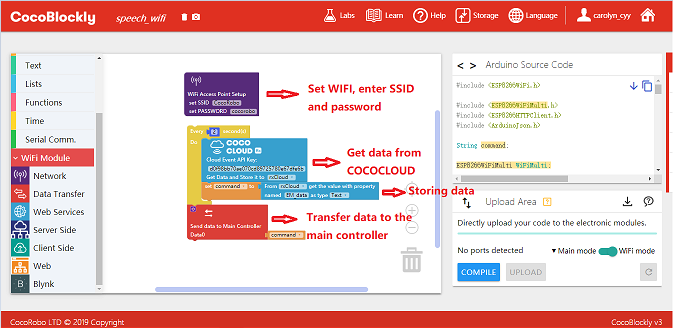 CocoBlockly
speech_wifi
Labs
Learn
Help
Storage
Language
carolyn_cyy
Text
Lists
Functions
Time
Serial Comm.
WiFi Module
Network
Data Transfer
Web Services
Server Side
Client Side
Web
Blynk
WiFi Access Point Setup
set SSID CocoRobo
set PASSWORD cocorobo
Set WIFI, enter SSID
and password
Every 2 second(s)
Do
COCO
CLOUD
Cloud Event API Key:
Get Data and Store it to rxCloud
Get data from
COCOCLOUD
set command to From rxCloud get the value with property
named as type Text
Storing data
Send data to Main Controller
Data0 command
Transfer data to the
main controller
< > Arduino Source Code
#include <ESP8266WiFi.h>
#include <ESP8266WiFiMulti.h>
#include <ESP8266HTTPClient.h>
#include <ArduinoJson.h>
String command;
ESP8266WiFiMulti WiFiMulti;
Upload Area
Directly upload your code to the electronic modules.
No ports detected
Main mode
WiFi mode
COMPILE
UPLOAD
CocoRobo LTD © 2019 Copyright
CocoBlockly v3